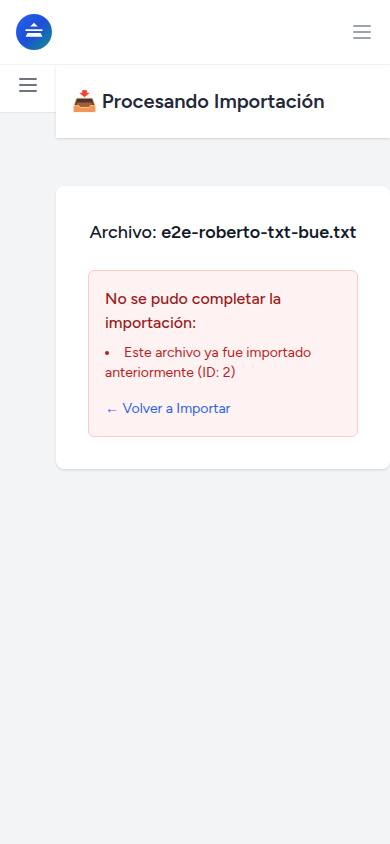 📥 Procesando Importación
Archivo: e2e-roberto-txt-bue.txt
No se pudo completar la
importación:
• Este archivo ya fue importado
anteriormente (ID: 2)
← Volver a Importar